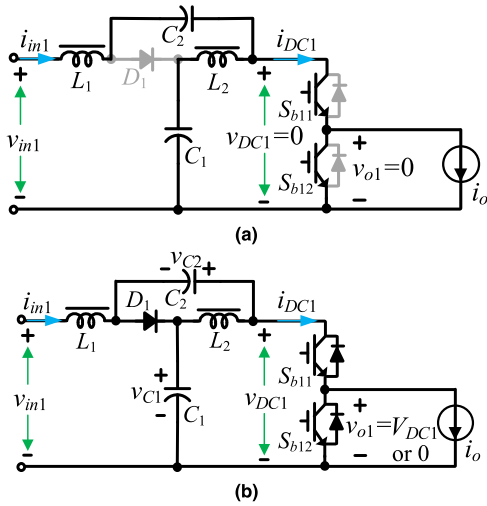 i_in1
C_2
i_DC1
L_1
D_1
L_2
+
+
S_b11
v_in1
C_1
v_DC1=0
+
v_o1=0
S_b12
i_o
-
-
-
(a)
v_C2
- +
i_in1
D_1
C_2
i_DC1
L_1
L_2
+
+
S_b11
v_in1
v_C1
+
-
C_1
v_DC1
+
v_o1=V_DC1
or 0
S_b12
i_o
-
-
-
(b)